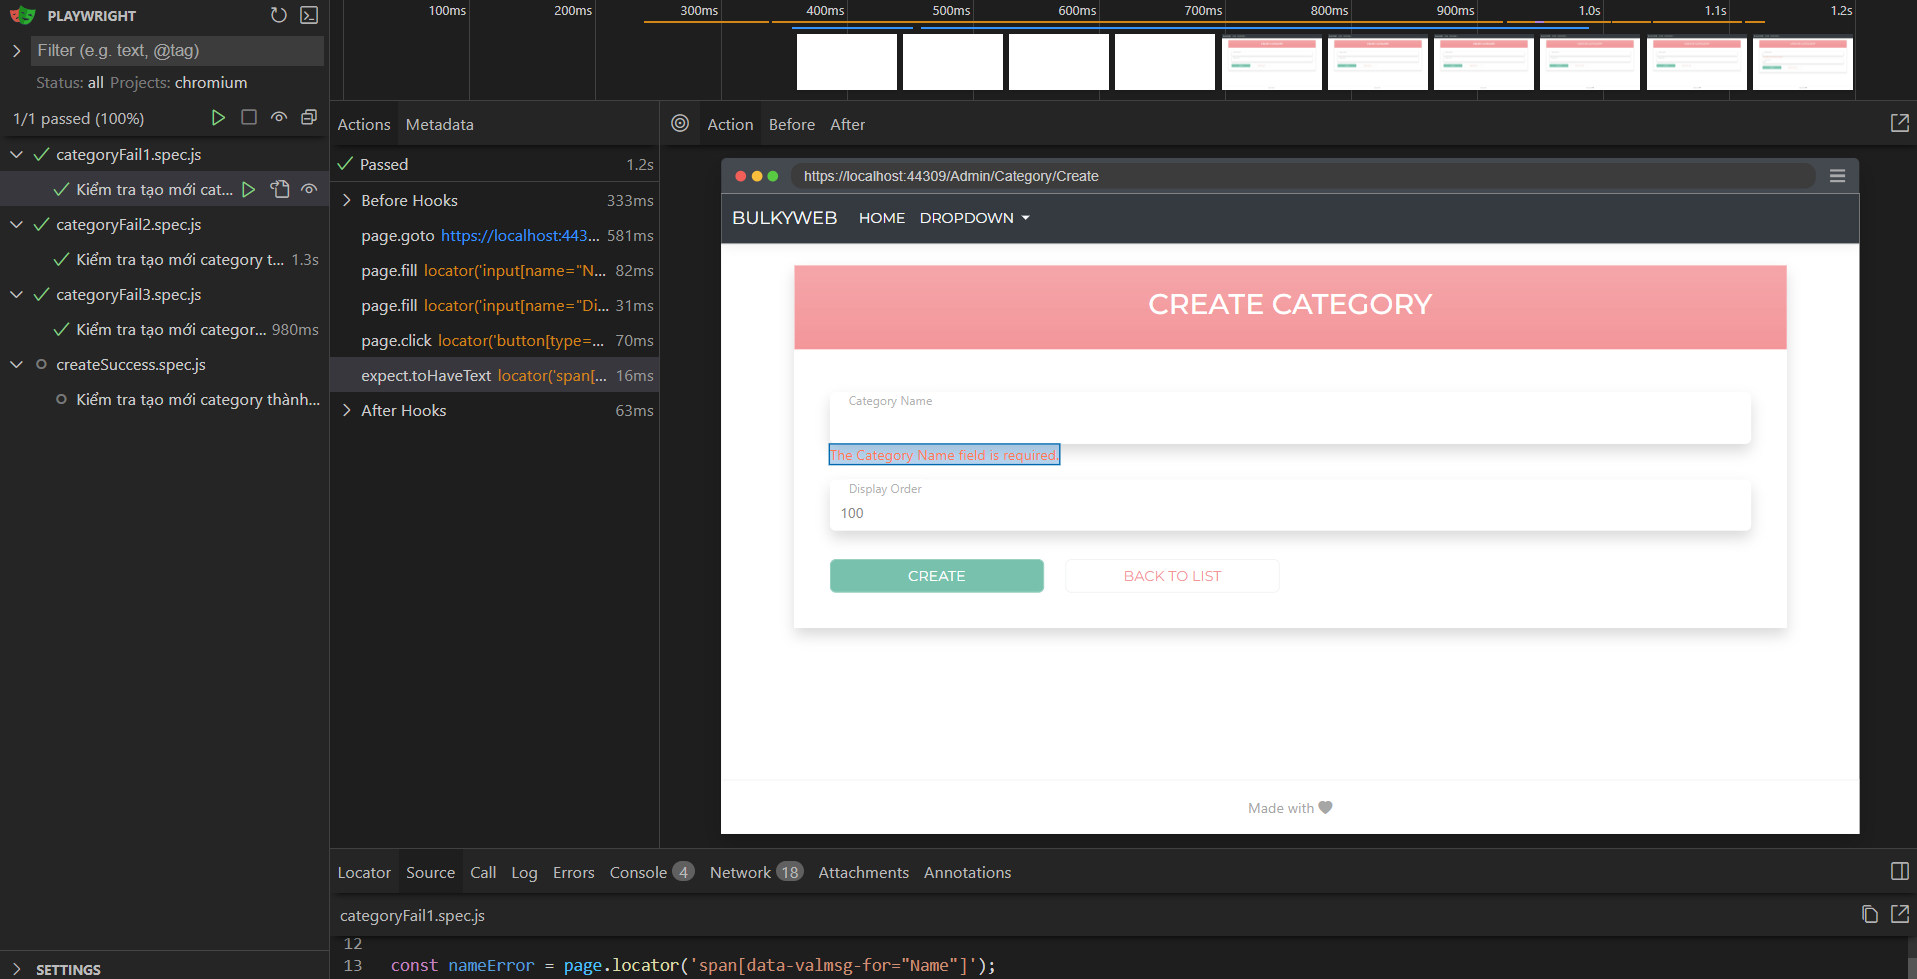 PLAYWRIGHT
Filter (e.g. text, @tag)
Status: all Projects: chromium
1/1 passed (100%)
categoryFail1.spec.js
Kiểm tra tạo mới cat...
categoryFail2.spec.js
Kiểm tra tạo mới category t... 1.3s
categoryFail3.spec.js
Kiểm tra tạo mới categor... 980ms
createSuccess.spec.js
Kiểm tra tạo mới category thành...
SETTINGS
100ms 200ms 300ms 400ms 500ms 600ms 700ms 800ms 900ms 1.0s 1.1s 1.2s
Actions Metadata
Passed 1.2s
Before Hooks 333ms
page.goto https://localhost:443... 581ms
page.fill locator('input[name="N... 82ms
page.fill locator('input[name="Di... 31ms
page.click locator('button[type=... 70ms
expect.toHaveText locator('span[... 16ms
After Hooks 63ms
Action Before After
https://localhost:44309/Admin/Category/Create
BULKYWEB HOME DROPDOWN
CREATE CATEGORY
Category Name
The Category Name field is required.
Display Order
100
CREATE BACK TO LIST
Made with
Locator Source Call Log Errors Console 4 Network 18 Attachments Annotations
categoryFail1.spec.js
12
13 const nameError = page.locator('span[data-valmsg-for="Name"]');